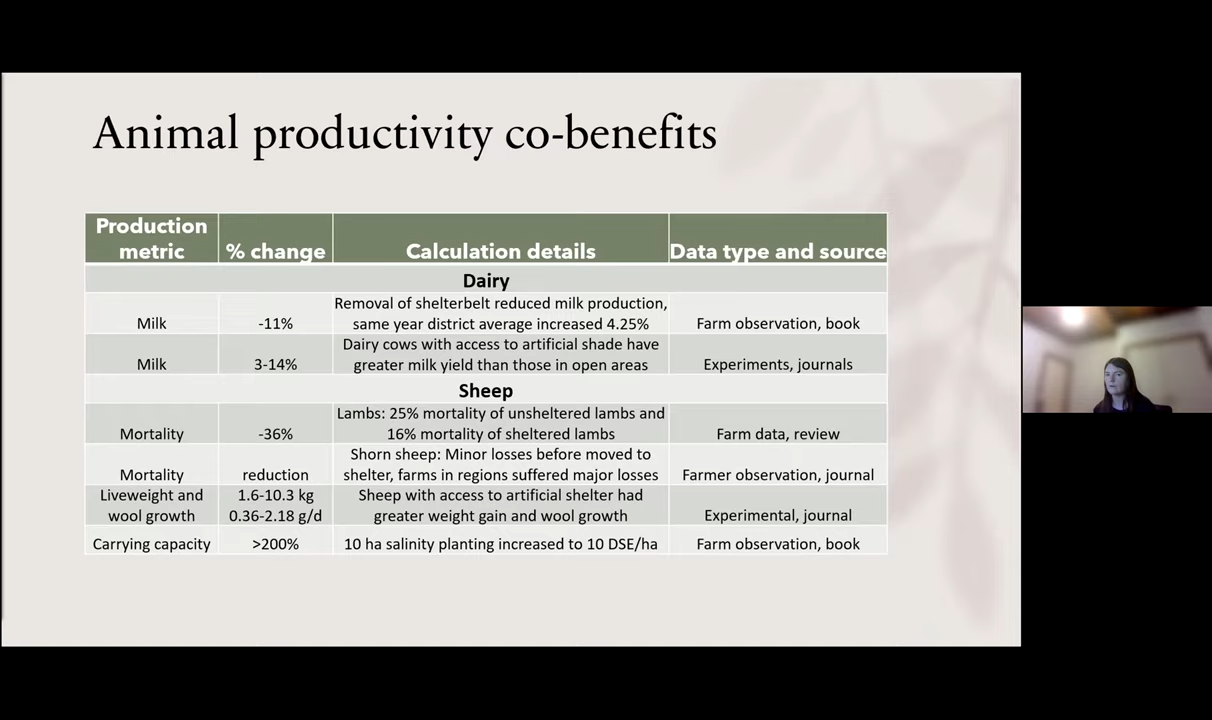 Animal productivity co-benefits
Production
metric
% change
Calculation details
Data type and source
Dairy
Milk
-11%
Removal of shelterbelt reduced milk production,
same year district average increased 4.25%
Farm observation, book
Milk
3-14%
Dairy cows with access to artificial shade have
greater milk yield than those in open areas
Experiments, journals
Sheep
Mortality
-36%
Lambs: 25% mortality of unsheltered lambs and
16% mortality of sheltered lambs
Farm data, review
Mortality
reduction
Shorn sheep: Minor losses before moved to
shelter, farms in regions suffered major losses
Farmer observation, journal
Liveweight and
wool growth
1.6-10.3 kg
0.36-2.18 g/d
Sheep with access to artificial shelter had
greater weight gain and wool growth
Experimental, journal
Carrying capacity
>200%
10 ha salinity planting increased to 10 DSE/ha
Farm observation, book